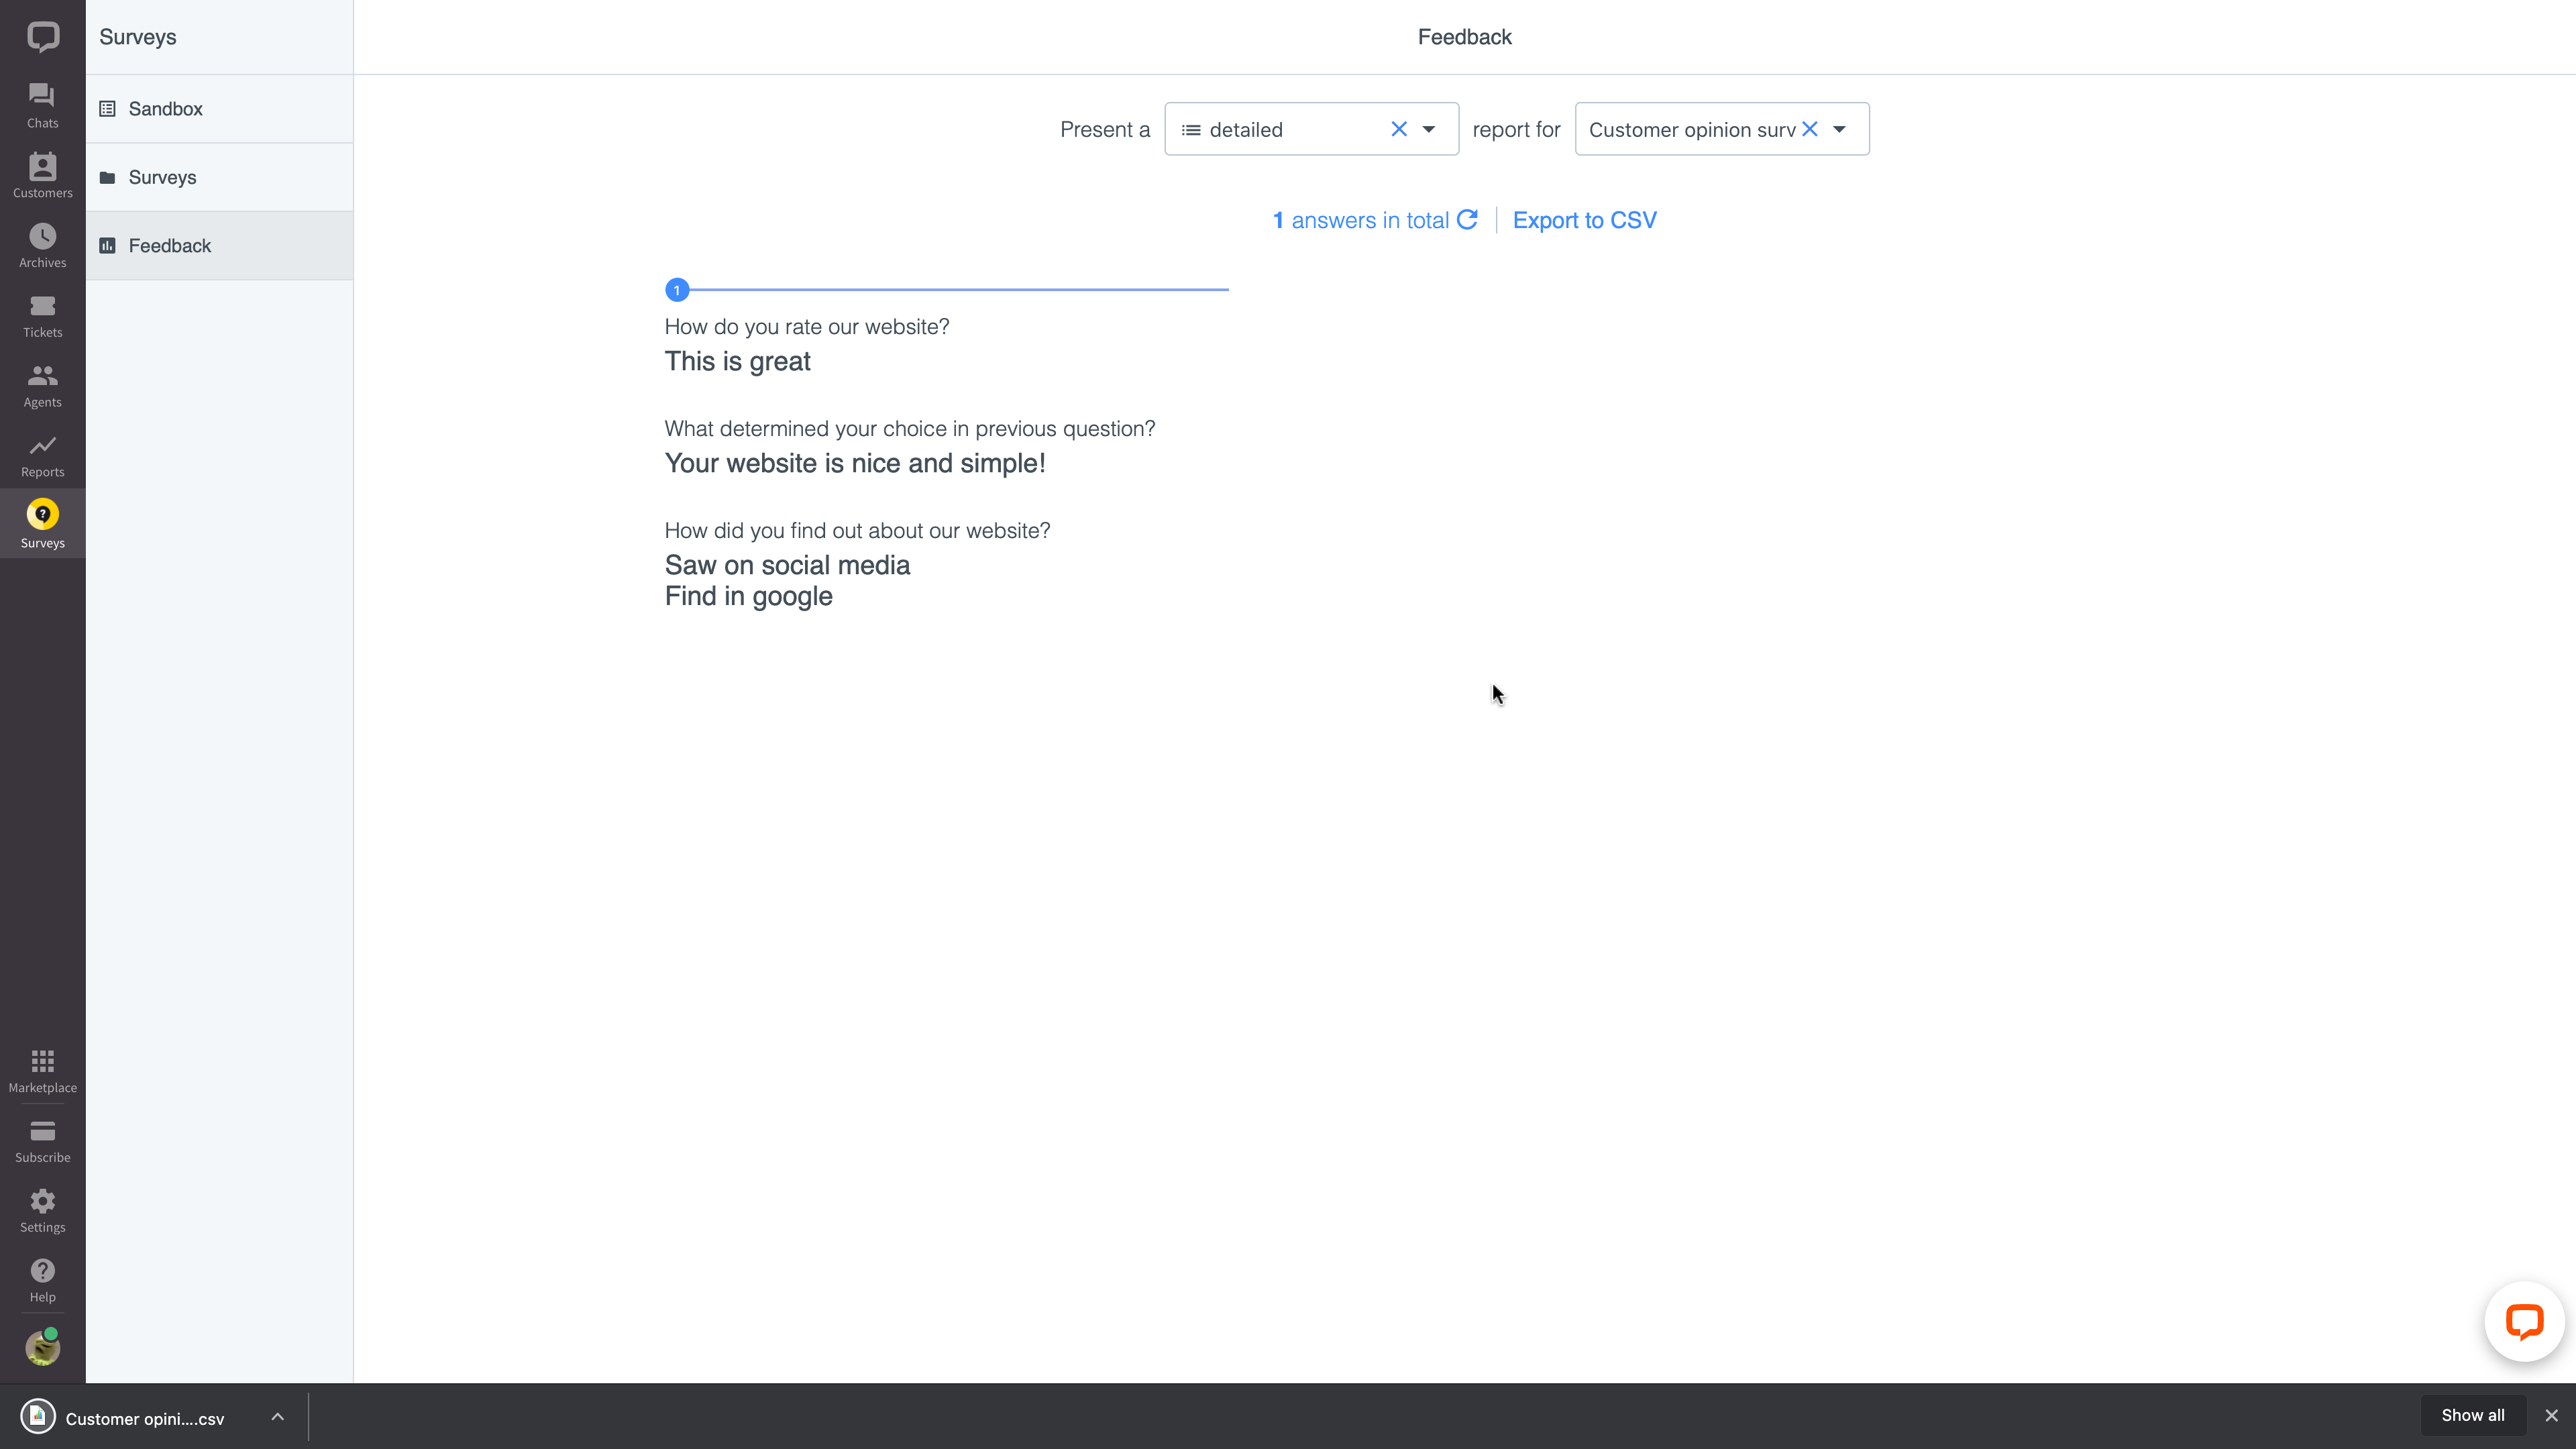 Surveys
Feedback
Chats
Customers
Archives
Tickets
Agents
Reports
Surveys
Marketplace
Subscribe
Settings
Help
Sandbox
Surveys
Feedback
Present a detailed report for Customer opinion surv
1 answers in total Export to CSV
1
How do you rate our website?
This is great
What determined your choice in previous question?
Your website is nice and simple!
How did you find out about our website?
Saw on social media
Find in google
Customer opini....csv
Show all